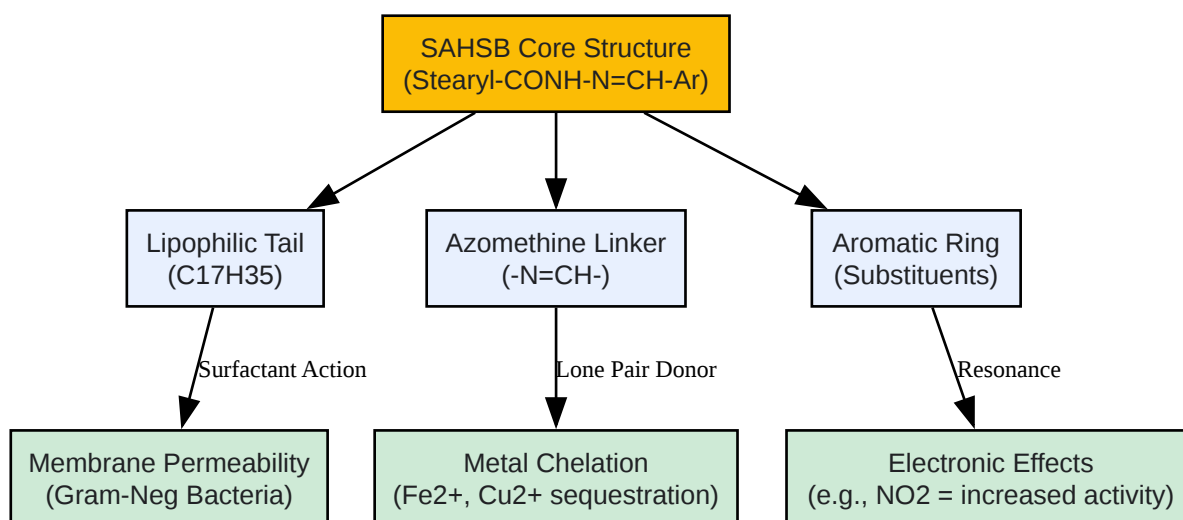 SAHSB Core Structure
(Stearyl-CONH-N=CH-Ar)
Lipophilic Tail
(C17H35)
Azomethine Linker
(-N=CH-)
Aromatic Ring
(Substituents)
Surfactant Action
Lone Pair Donor
Resonance
Membrane Permeability
(Gram-Neg Bacteria)
Metal Chelation
(Fe2+, Cu2+ sequestration)
Electronic Effects
(e.g., NO2 = increased activity)